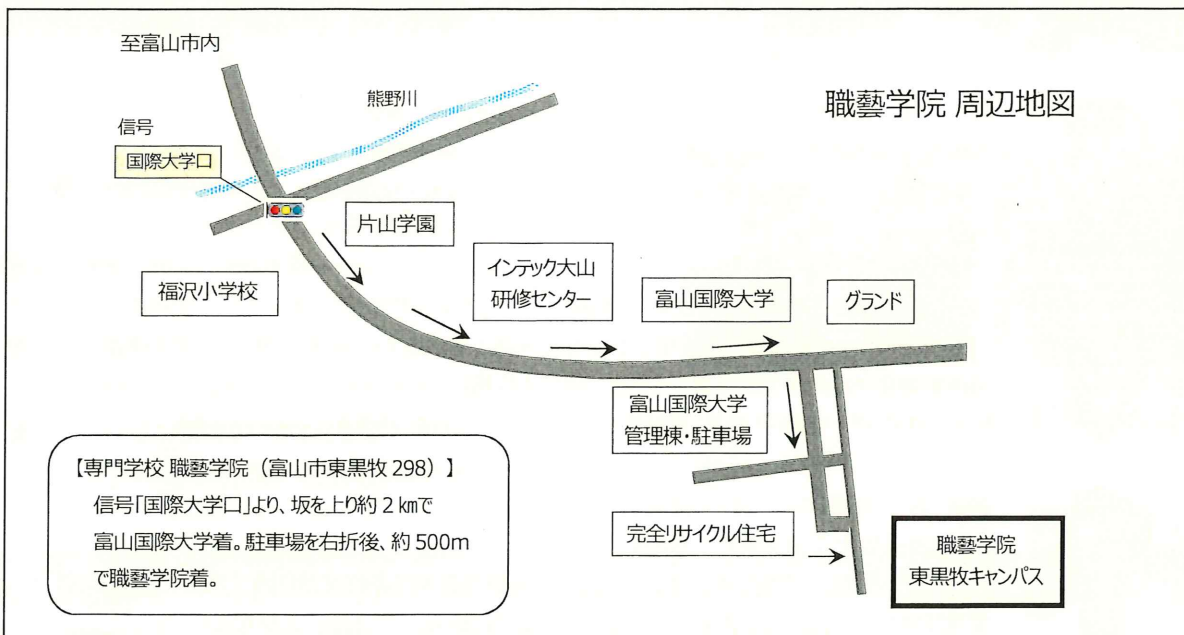 至富山市内
熊野川
職藝学院 周辺地図
信号
国際大学口
片山学園
福沢小学校
インテック大山
研修センター
富山国際大学
グランド
富山国際大学
管理棟・駐車場
【専門学校 職藝学院（富山市東黒牧 298）】
信号「国際大学口」より、坂を上り約 2 ㎞で
富山国際大学着。駐車場を右折後、約 500m
で職藝学院着。
完全リサイクル住宅
職藝学院
東黒牧キャンパス